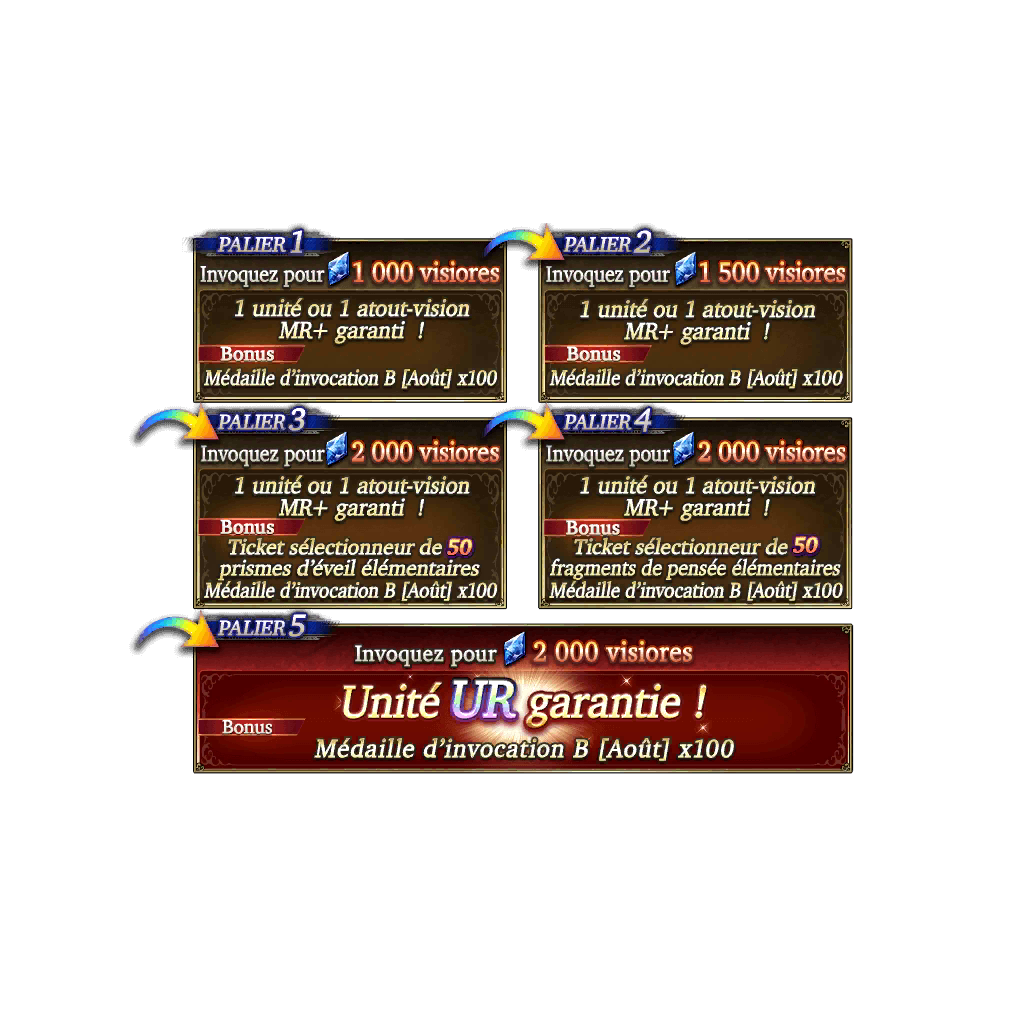 PALIER 1
Invoquez pour 1 000 visiores
1 unité ou 1 atout-vision
MR+ garanti !
Bonus
Médaille d'invocation B [Août] x100
PALIER 2
Invoquez pour 1 500 visiores
1 unité ou 1 atout-vision
MR+ garanti !
Bonus
Médaille d'invocation B [Août] x100
PALIER 3
Invoquez pour 2 000 visiores
1 unité ou 1 atout-vision
MR+ garanti !
Bonus
Ticket sélectionneur de 50
prismes d'éveil élémentaires
Médaille d'invocation B [Août] x100
PALIER 4
Invoquez pour 2 000 visiores
1 unité ou 1 atout-vision
MR+ garanti !
Bonus
Ticket sélectionneur de 50
fragments de pensée élémentaires
Médaille d'invocation B [Août] x100
PALIER 5
Invoquez pour 2 000 visiores
Unité UR garantie !
Bonus
Médaille d'invocation B [Août] x100